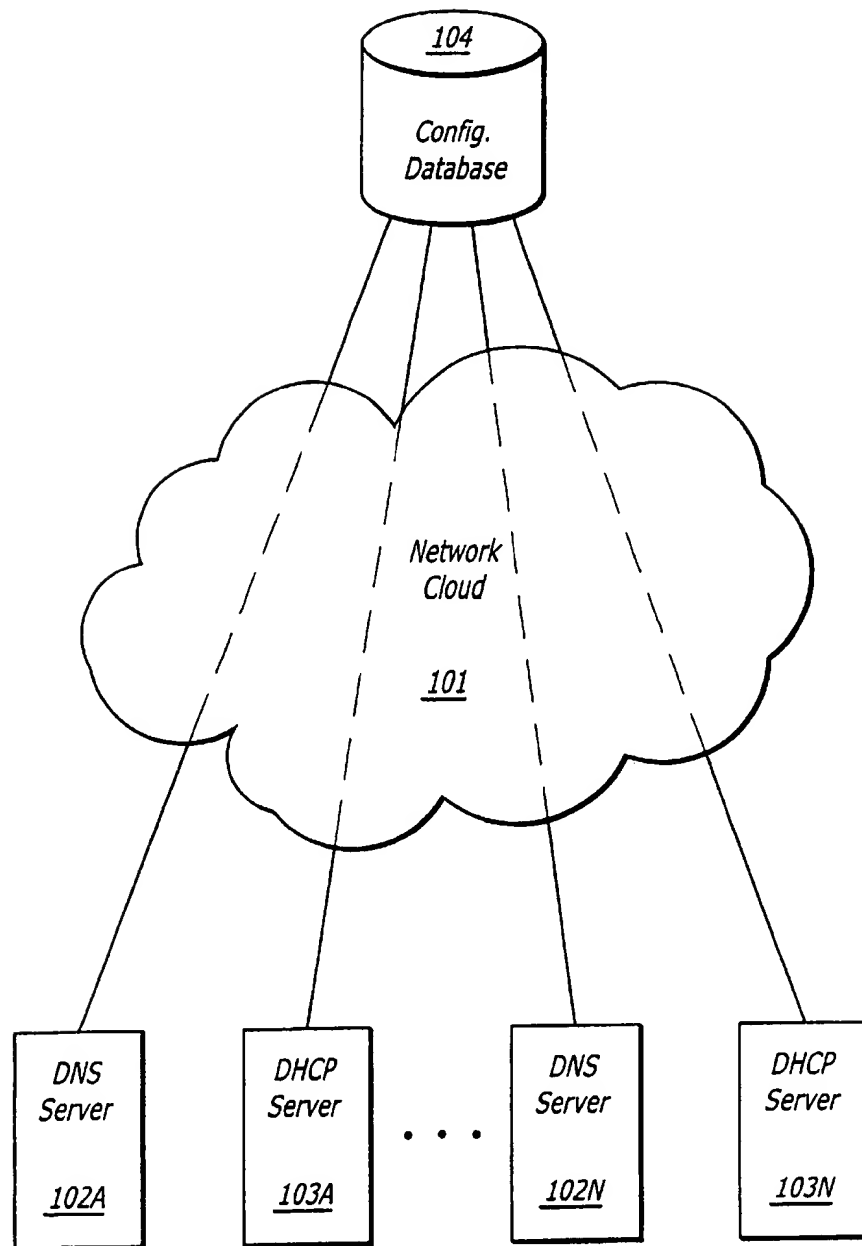 104
Config.
Database
Network
Cloud
101
DNS
Server
102A
DHCP
Server
103A
. . .
DNS
Server
102N
DHCP
Server
103N